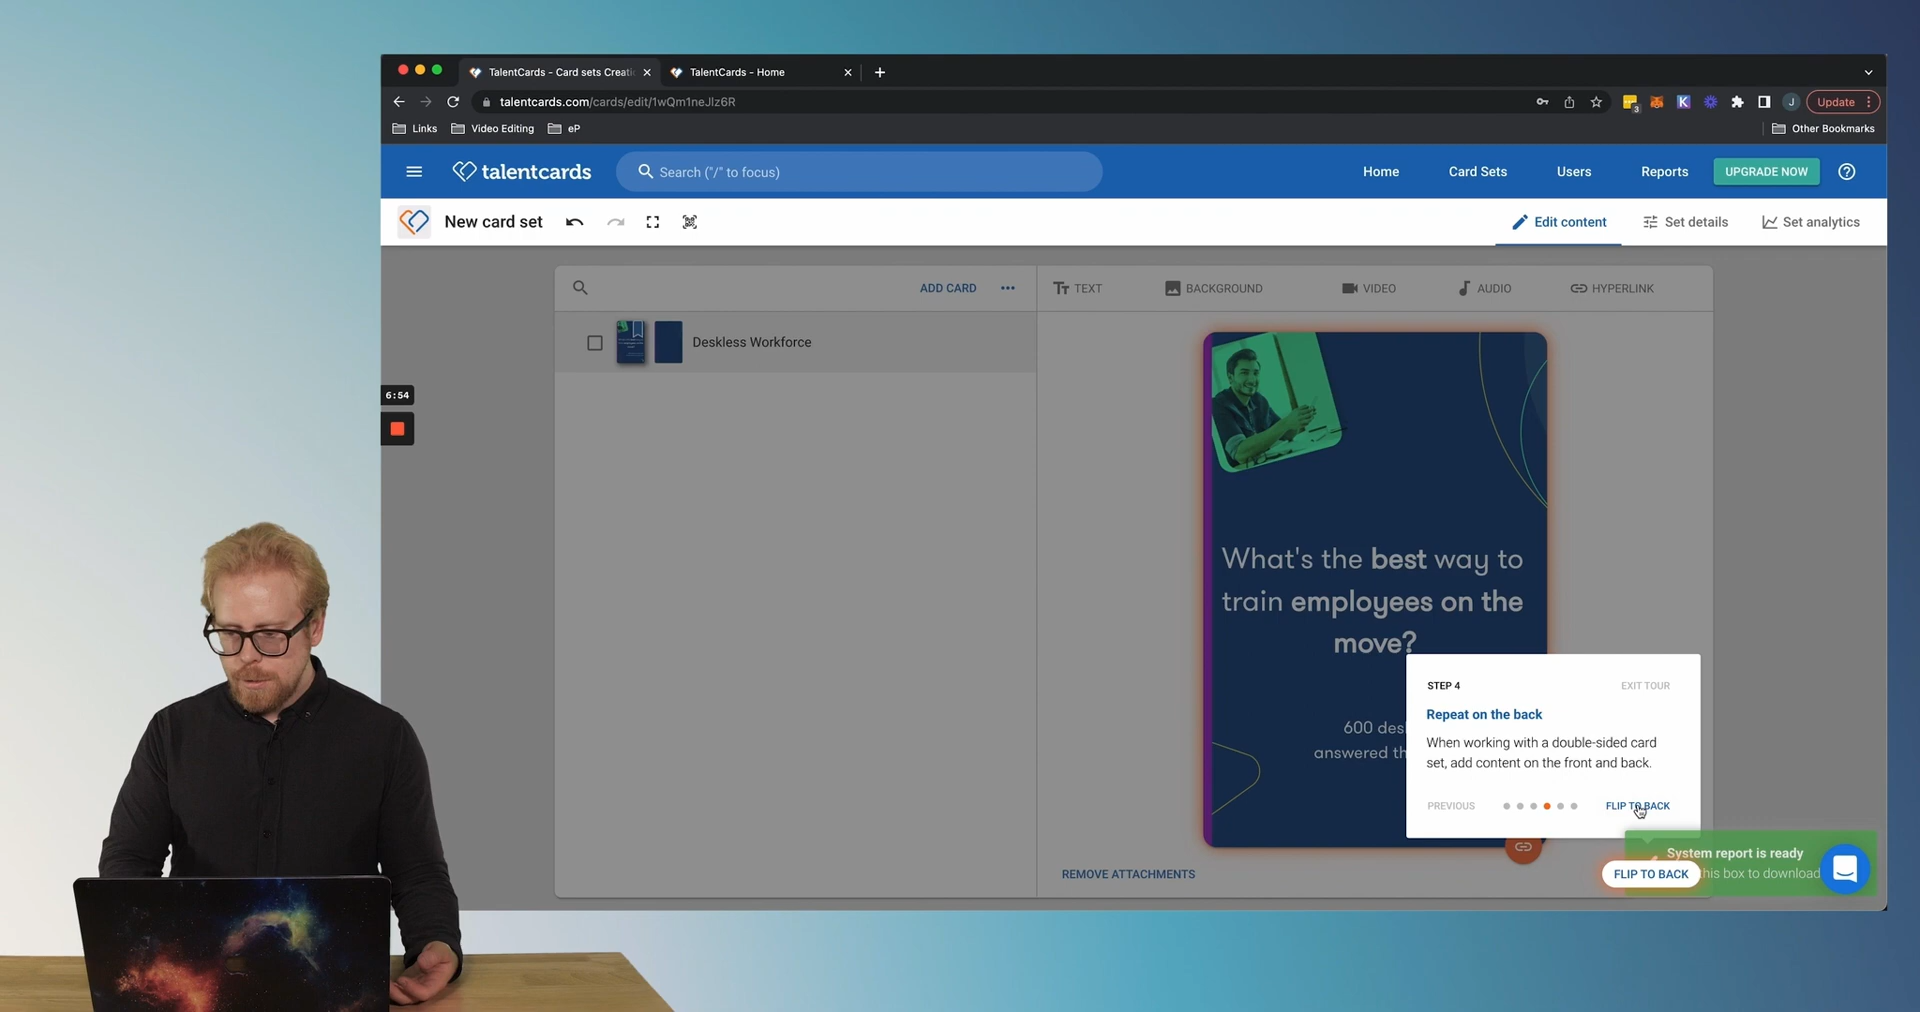 TalentCards - Card sets Creati
TalentCards - Home
talentcards.com/cards/edit/1wQm1neJlz6R
3
K
J
Update
Links
Video Editing
eP
Other Bookmarks
talentcards
Search ("/" to focus)
Home
Card Sets
Users
Reports
UPGRADE NOW
New card set
Edit content
Set details
Set analytics
ADD CARD
TEXT
BACKGROUND
VIDEO
AUDIO
HYPERLINK
Deskless Workforce
6:54
What's the best way to
train employees on the
move?
600 desl
answered th
STEP 4
EXIT TOUR
Repeat on the back
When working with a double-sided card
set, add content on the front and back.
PREVIOUS
FLIP TO BACK
System report is ready
this box to download
FLIP TO BACK
REMOVE ATTACHMENTS